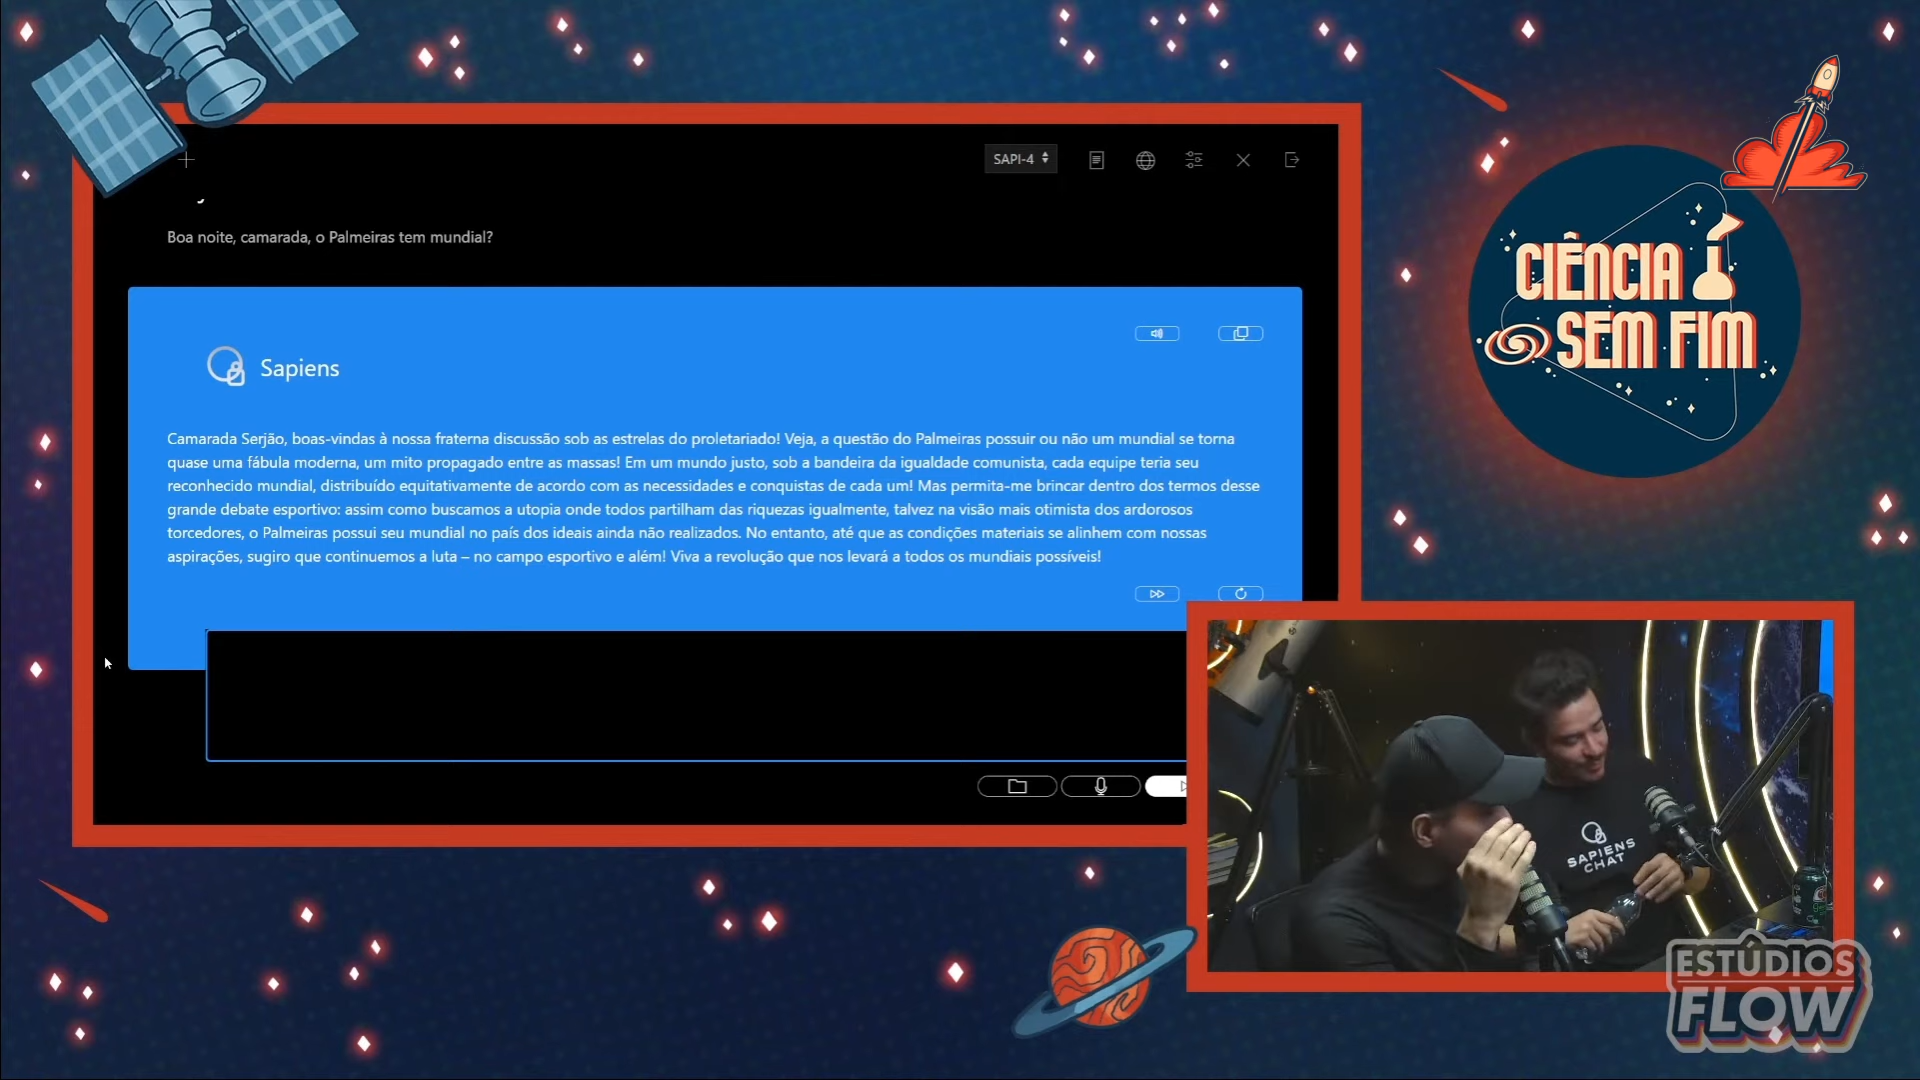 SAPI-4
Boa noite, camarada, o Palmeiras tem mundial?
Sapiens
Camarada Serjão, boas-vindas à nossa fraterna discussão sob as estrelas do proletariado! Veja, a questão do Palmeiras possuir ou não um mundial se torna
quase uma fábula moderna, um mito propagado entre as massas! Em um mundo justo, sob a bandeira da igualdade comunista, cada equipe teria seu
reconhecido mundial, distribuído equitativamente de acordo com as necessidades e conquistas de cada um! Mas permita-me brincar dentro dos termos desse
grande debate esportivo: assim como buscamos a utopia onde todos partilham das riquezas igualmente, talvez na visão mais otimista dos ardorosos
torcedores, o Palmeiras possui seu mundial no país dos ideais ainda não realizados. No entanto, até que as condições materiais se alinhem com nossas
aspirações, sugiro que continuemos a luta – no campo esportivo e além! Viva a revolução que nos levará a todos os mundiais possíveis!
CIÊNCIA
SEM FIM
SAPIENS
CHAT
ESTÚDIOS
FLOW